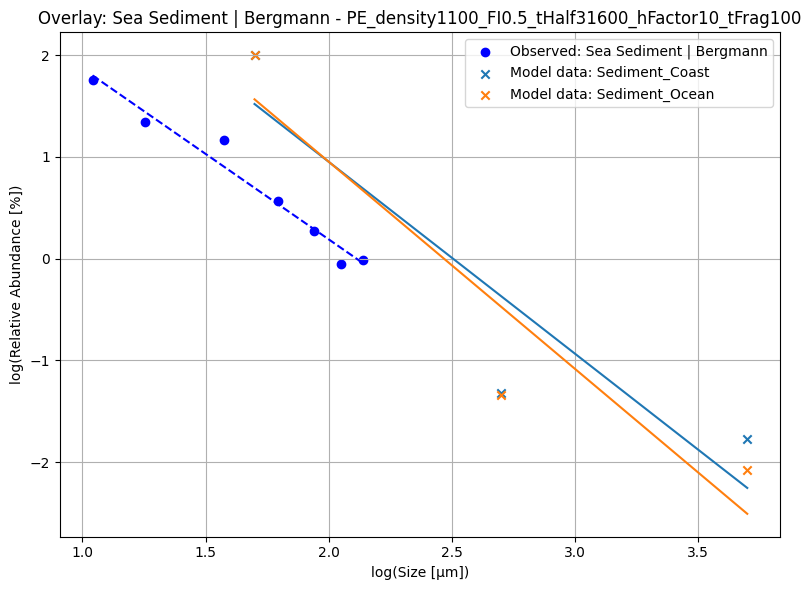 Overlay: Sea Sediment | Bergmann - PE_density1100_FI0.5_tHalf31600_hFactor10_tFrag100
Observed: Sea Sediment | Bergmann
Model data: Sediment_Coast
Model data: Sediment_Ocean
log(Relative Abundance [%])
2
1
0
−1
−2
1.0 1.5 2.0 2.5 3.0 3.5
log(Size [µm])